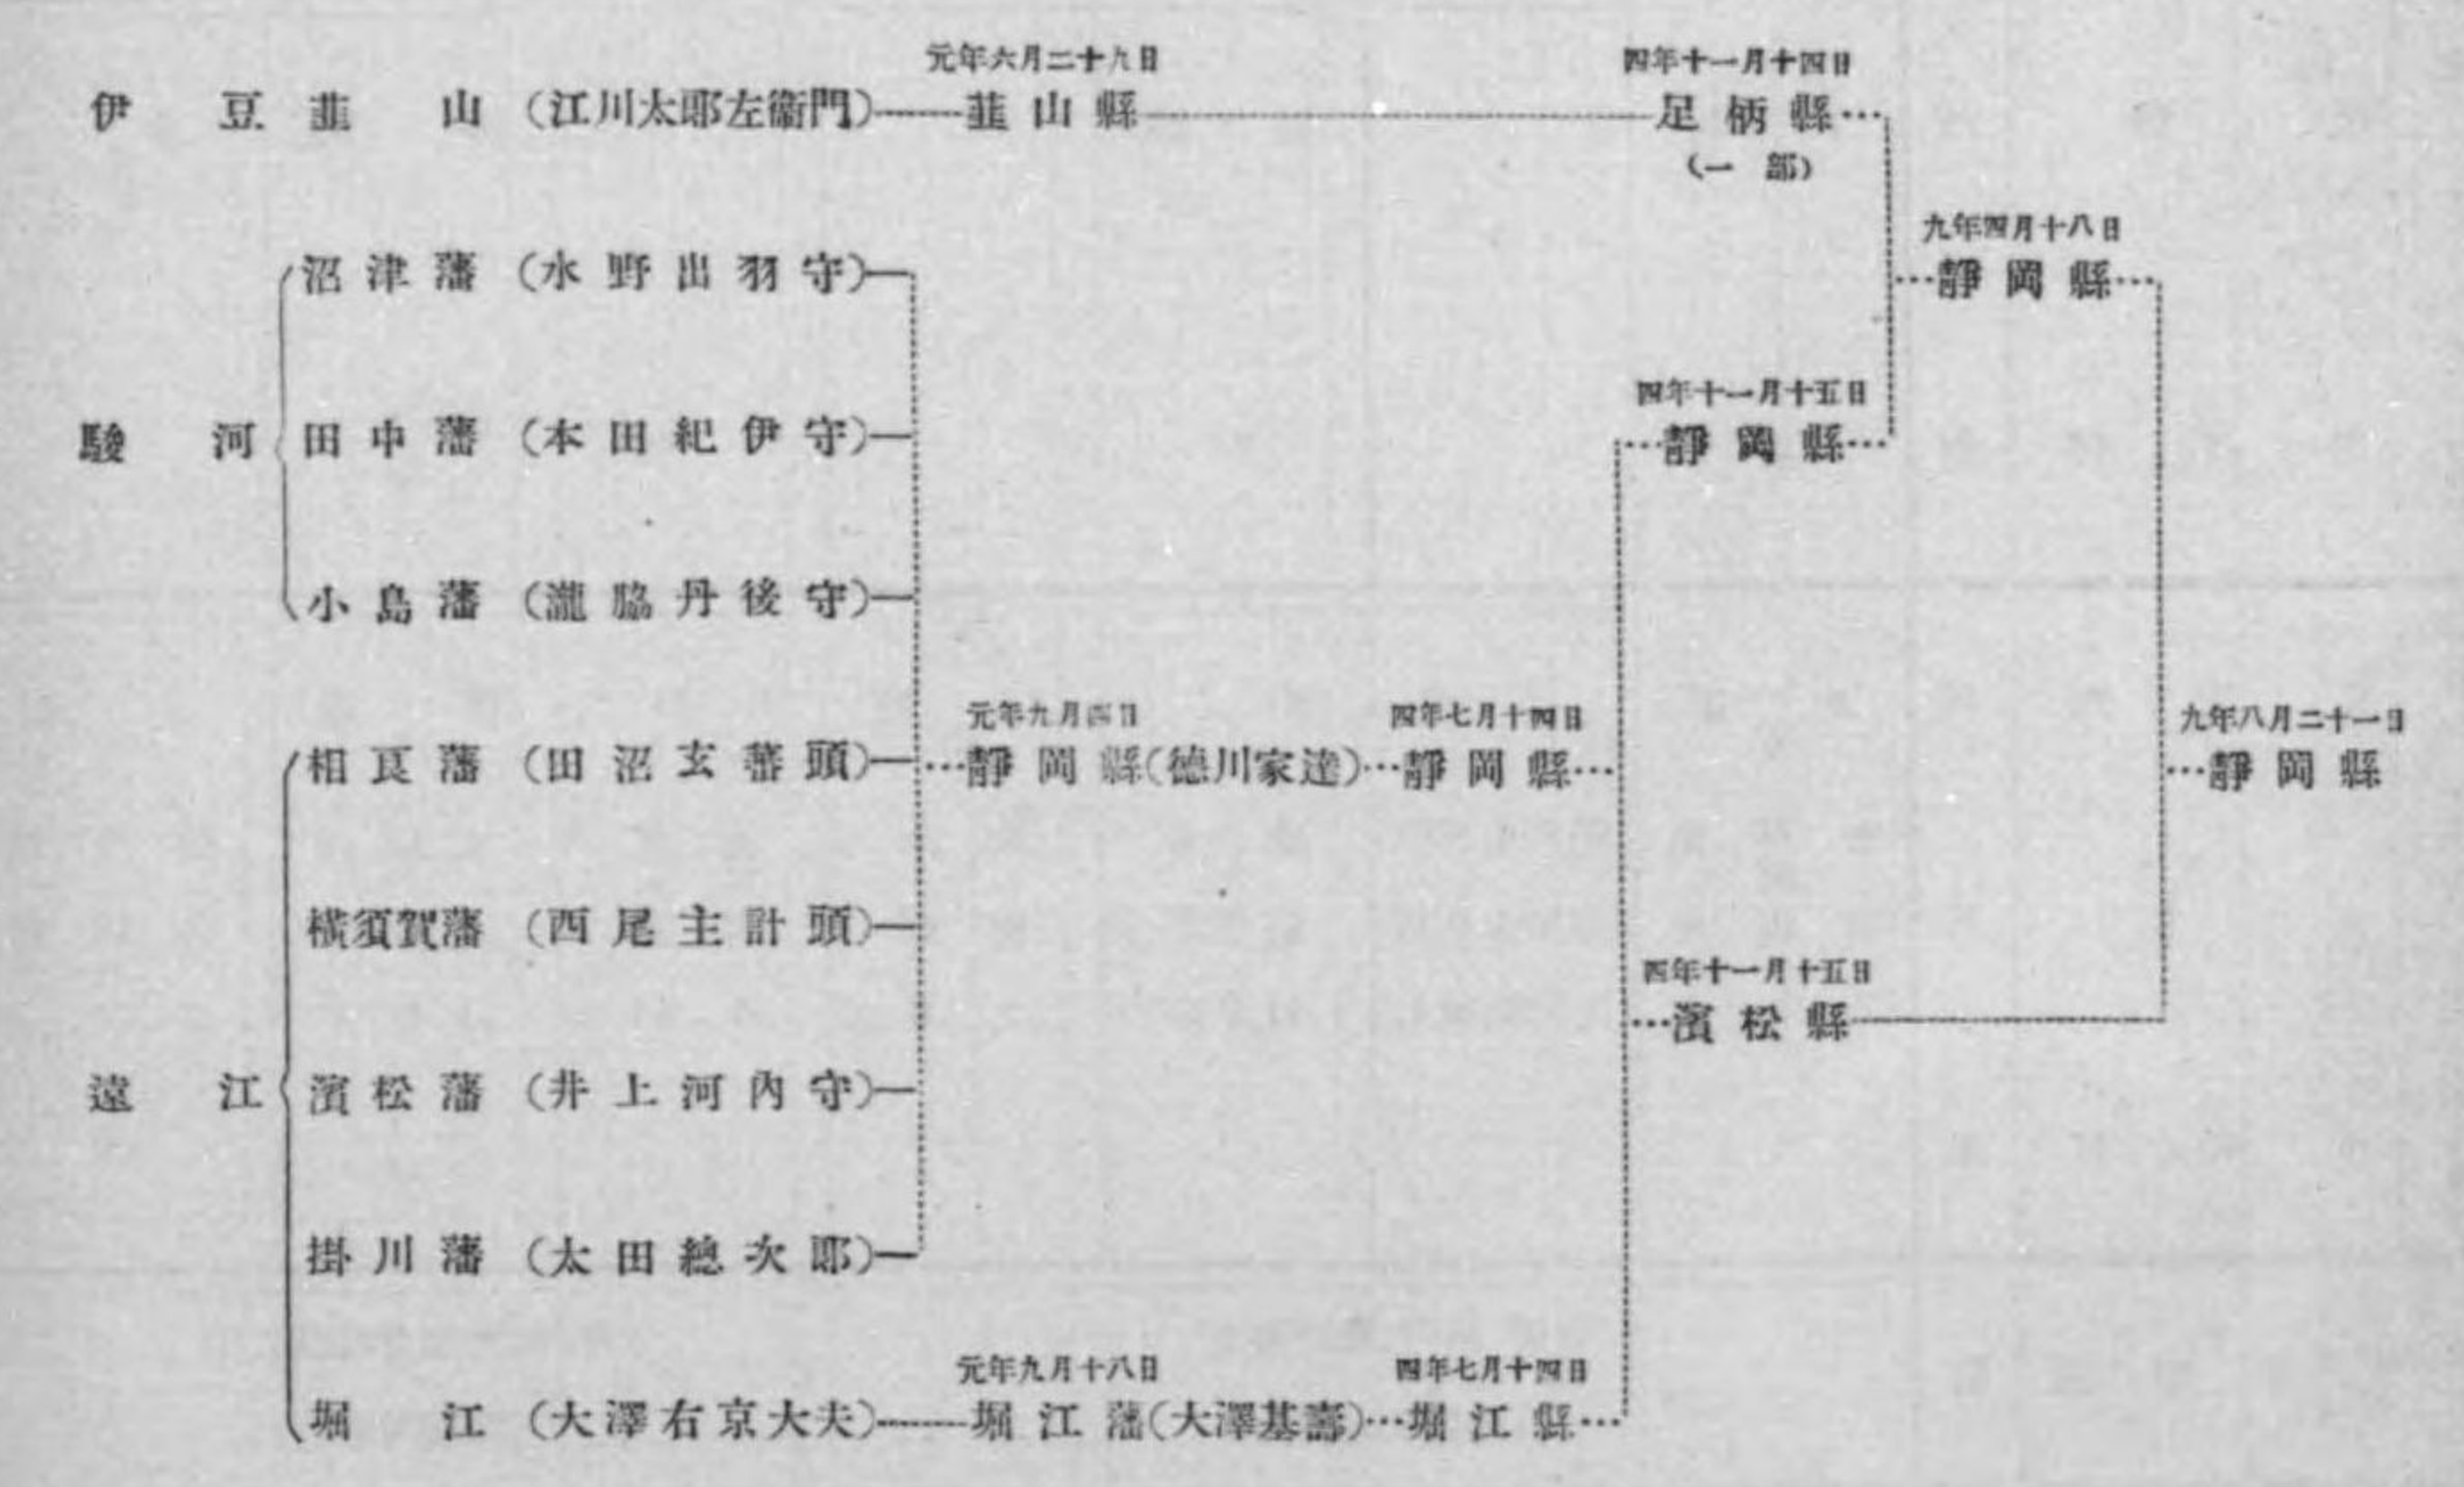 元年六月二十九日 四年十一月十四日
伊豆 韮山 (江川太郎左衞門) 韮山縣 足柄縣
(一部)
九年四月十八日
沼津藩 (水野出羽守) 靜岡縣
四年十一月十五日
駿河 田中藩 (本田紀伊守) 靜岡縣
小島藩 (瀧脇丹後守)
元年九月四日 四年七月十四日 九年八月二十一日
相良藩 (田沼玄蕃頭) 靜岡縣(德川家達) 靜岡縣 靜岡縣
横須賀藩 (西尾主計頭)
四年十一月十五日
濱松縣
遠江 濱松藩 (井上河內守)
掛川藩 (太田總次郎)
元年九月十八日 四年七月十四日
堀江 (大澤右京大夫) 堀江藩(大澤基壽) 堀江縣